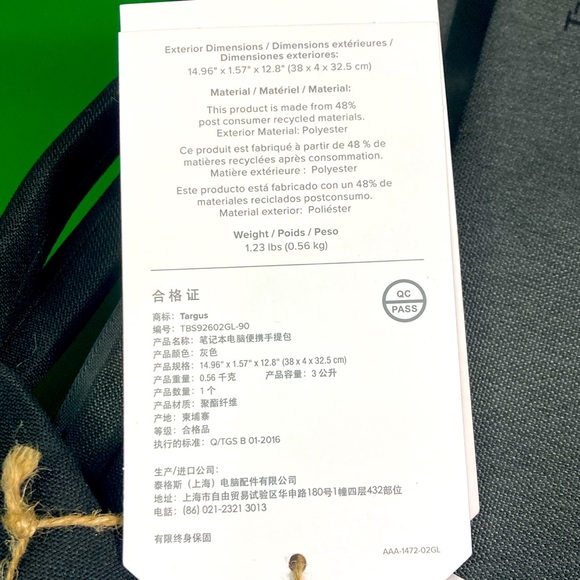 Exterior Dimensions / Dimensions extérieures /
Dimensiones exteriores:
14.96" x 1.57" x 12.8" (38 x 4 x 32.5 cm)
Material / Matériel / Material:
This product is made from 48%
post consumer recycled materials.
Exterior Material: Polyester
Ce produit est fabriqué à partir de 48 % de
matières recyclées après consommation.
Matière extérieure : Polyester
Este producto está fabricado con un 48% de
materiales reciclados postconsumo.
Material exterior: Poliéster
Weight / Poids / Peso
1.23 lbs (0.56 kg)
合格证
QC
PASS
商标: Targus
编号: TBS92602GL-90
产品名称: 笔记本电脑便携手提包
产品颜色: 灰色
产品规格: 14.96" x 1.57" x 12.8" (38 x 4 x 32.5 cm)
产品重量: 0.56 千克 产品容量: 3 公升
产品数量: 1 个
产品材质: 聚酯纤维
产地: 柬埔寨
等级: 合格品
执行的标准: Q/TGS B 01-2016
生产/进口公司:
泰格斯（上海）电脑配件有限公司
地址: 上海市自由贸易试验区华申路180号1幢四层432部位
电话: (86) 021-2321 3013
有限终身保固
AAA-1472-02GL